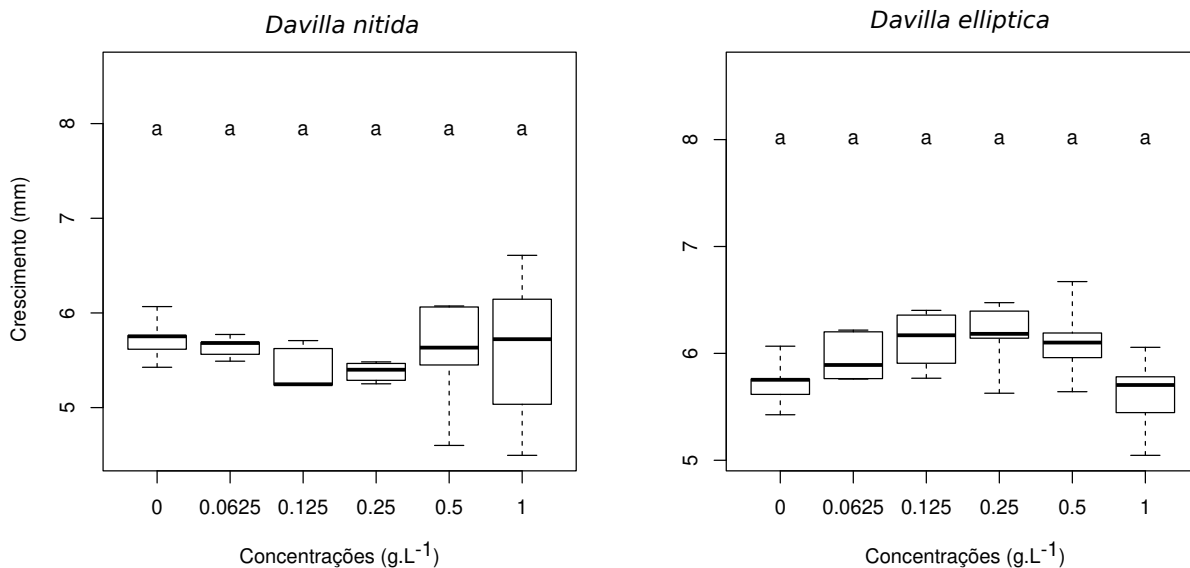 Davilla nitida
Crescimento (mm)
8
7
6
5
a a a a a a
0 0.0625 0.125 0.25 0.5 1
Concentrações (g.L-1)
Davilla elliptica
8
7
6
5
a a a a a a
0 0.0625 0.125 0.25 0.5 1
Concentrações (g.L-1)